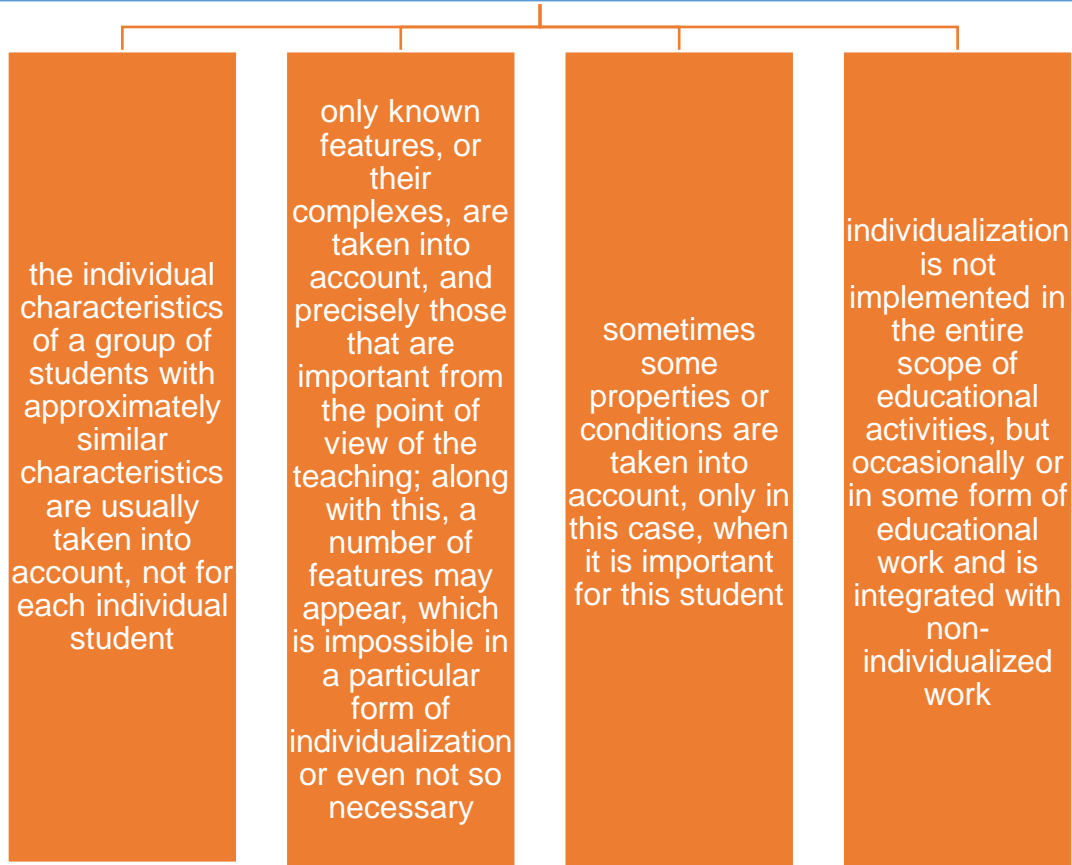 the individual
characteristics
of a group of
students with
approximately
similar
characteristics
are usually
taken into
account, not for
each individual
student
only known
features, or
their
complexes, are
taken into
account, and
precisely those
that are
important from
the point of
view of the
teaching; along
with this, a
number of
features may
appear, which
is impossible in
a particular
form of
individualization
or even not so
necessary
sometimes
some
properties or
conditions are
taken into
account, only in
this case, when
it is important
for this student
individualization
is not
implemented in
the entire
scope of
educational
activities, but
occasionally or
in some form of
educational
work and is
integrated with
non-
individualized
work